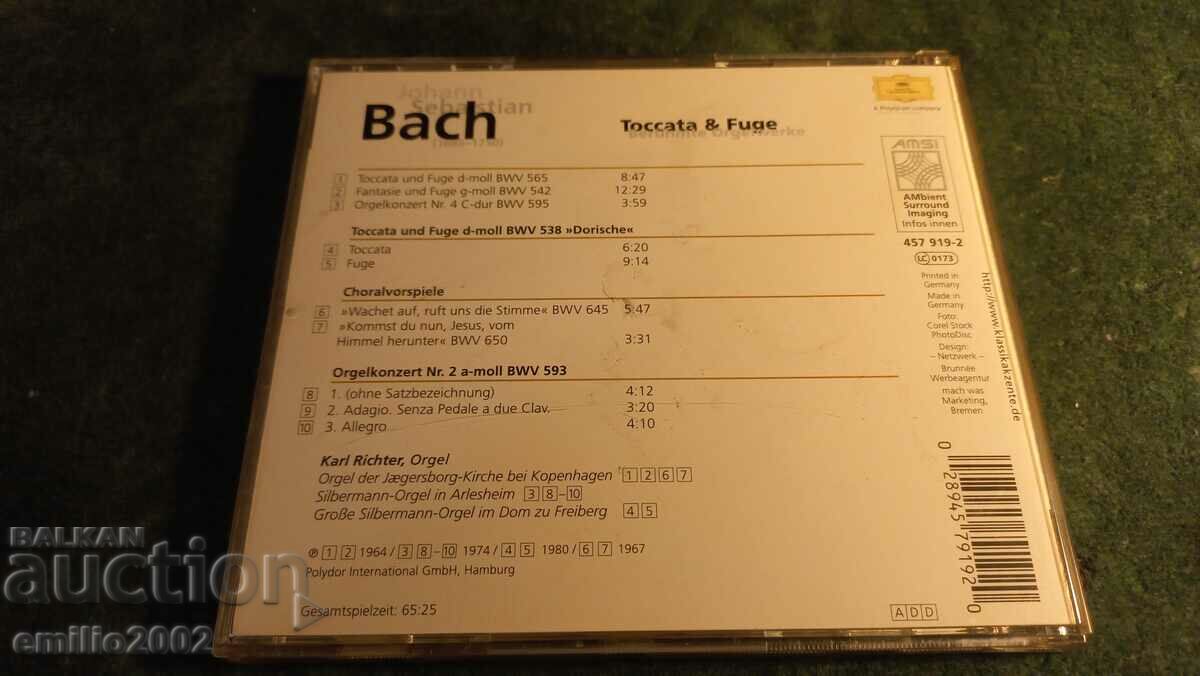 Johann
Sebastian
Bach
(1685–1750)
Toccata & Fuge
Berühmte Orgelwerke
1 Toccata und Fuge d-moll BWV 565 8:47
2 Fantasie und Fuge g-moll BWV 542 12:29
3 Orgelkonzert Nr. 4 C-dur BWV 595 3:59
Toccata und Fuge d-moll BWV 538 »Dorische«
4 Toccata 6:20
5 Fuge 9:14
Choralvorspiele
6 »Wachet auf, ruft uns die Stimme« BWV 645 5:47
7 »Kommst du nun, Jesus, vom
Himmel herunter« BWV 650 3:31
Orgelkonzert Nr. 2 a-moll BWV 593
8 1. (ohne Satzbezeichnung) 4:12
9 2. Adagio. Senza Pedale a due Clav. 3:20
10 3. Allegro 4:10
Karl Richter, Orgel
Orgel der Jægersborg-Kirche bei Kopenhagen 1 2 6 7
Silbermann-Orgel in Arlesheim 3 8–10
Große Silbermann-Orgel im Dom zu Freiberg 4 5
℗ 1 2 1964 / 3 8–10 1974 / 4 5 1980 / 6 7 1967
Polydor International GmbH, Hamburg
Gesamtspielzeit: 65:25
ADD
A PolyGram company
AMSI
AMbient
Surround
Imaging
Infos innen
457 919-2
LC 0173
Printed in
Germany
Made in
Germany
Foto:
Corel Stock
PhotoDisc
Design:
– Netzwerk –
Brunnée
Werbeagentur
mach was
Marketing,
Bremen
http://www.klassikakzente.de
0 28945 79192 0
BALKAN
auction
emilio2002